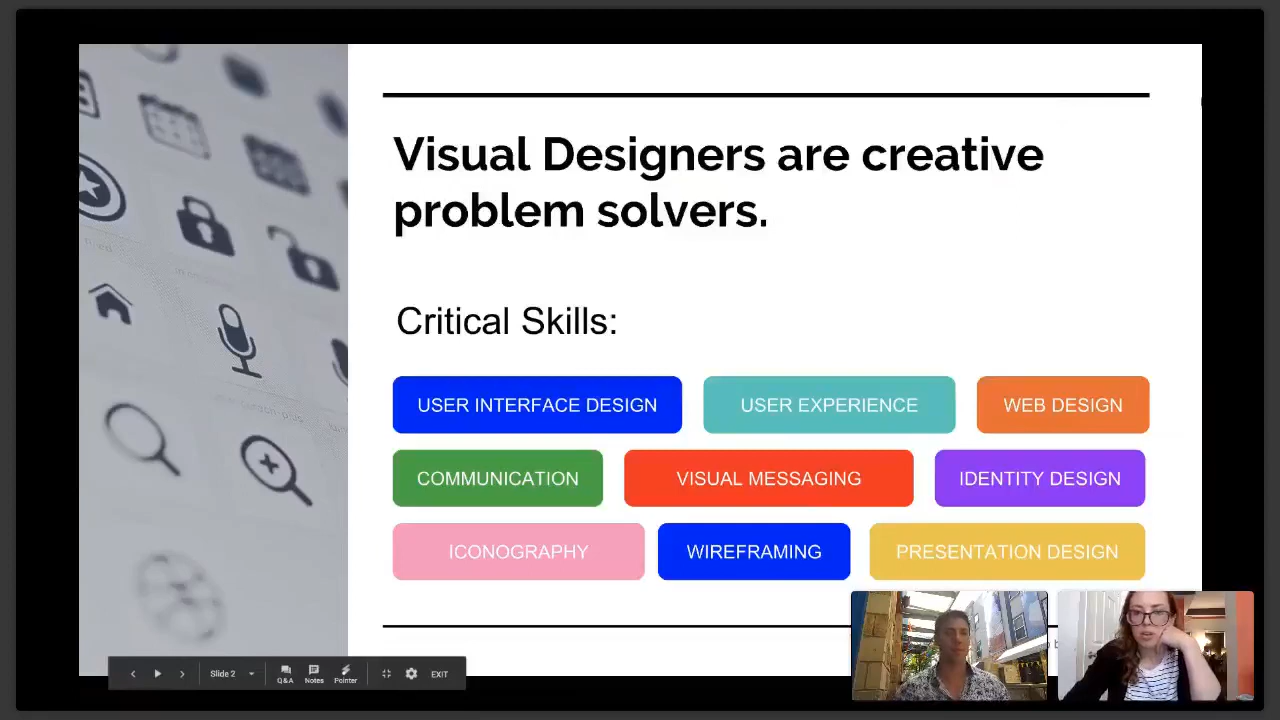 Visual Designers are creative
problem solvers.
Critical Skills:
USER INTERFACE DESIGN
USER EXPERIENCE
WEB DESIGN
COMMUNICATION
VISUAL MESSAGING
IDENTITY DESIGN
ICONOGRAPHY
WIREFRAMING
PRESENTATION DESIGN
Slide 2
Q&A
Notes
Pointer
EXIT